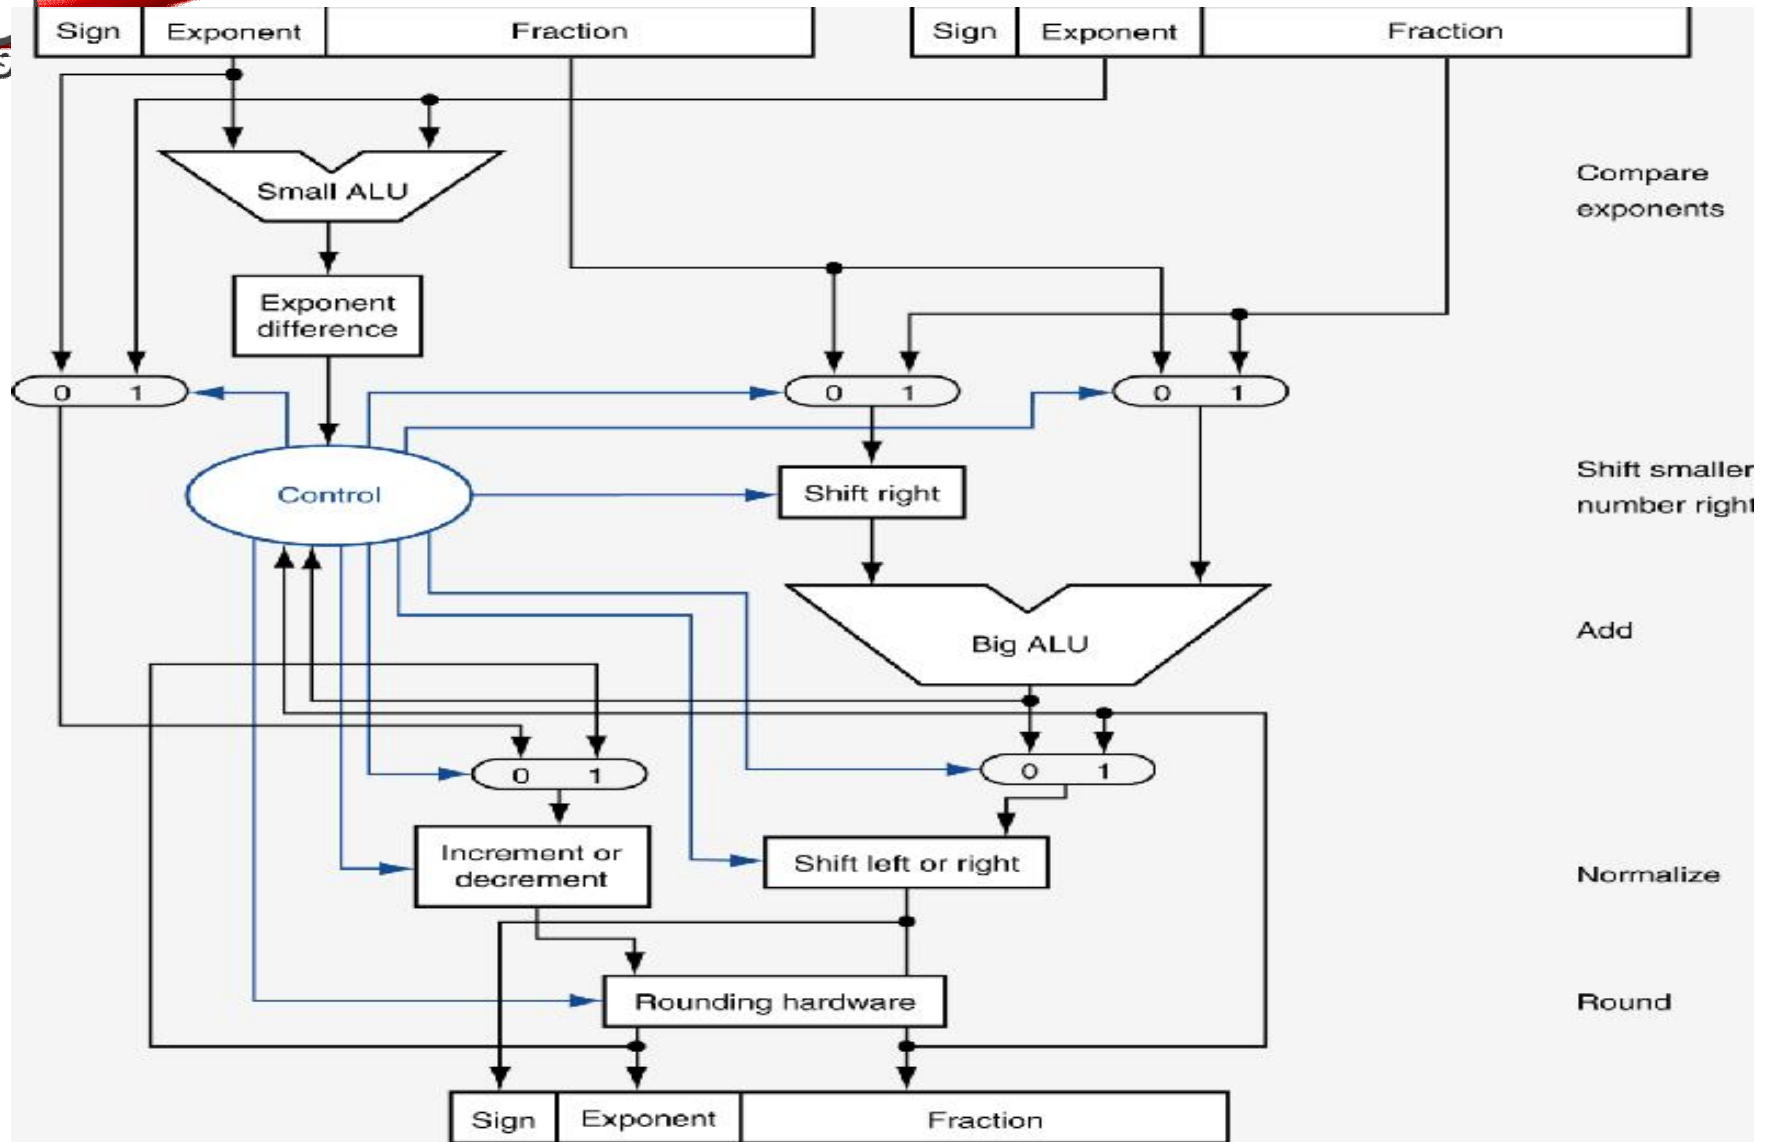 Sign Exponent Fraction Sign Exponent Fraction
s
Small ALU
Compare
exponents
Exponent
difference
0 1 0 1 0 1
Control
Shift right
Shift smaller
number right
Big ALU
Add
0 1 0 1
Increment or
decrement
Shift left or right
Normalize
Rounding hardware
Round
Sign Exponent Fraction